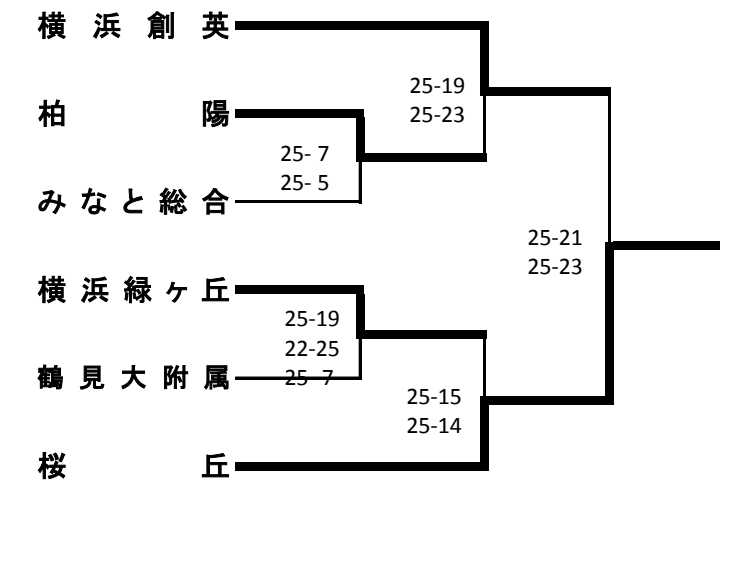 横浜創英
25-19
25-23
柏陽
25- 7
25- 5
みなと総合
25-21
25-23
横浜緑ヶ丘
25-19
22-25
25- 7
鶴見大附属
25-15
25-14
桜丘